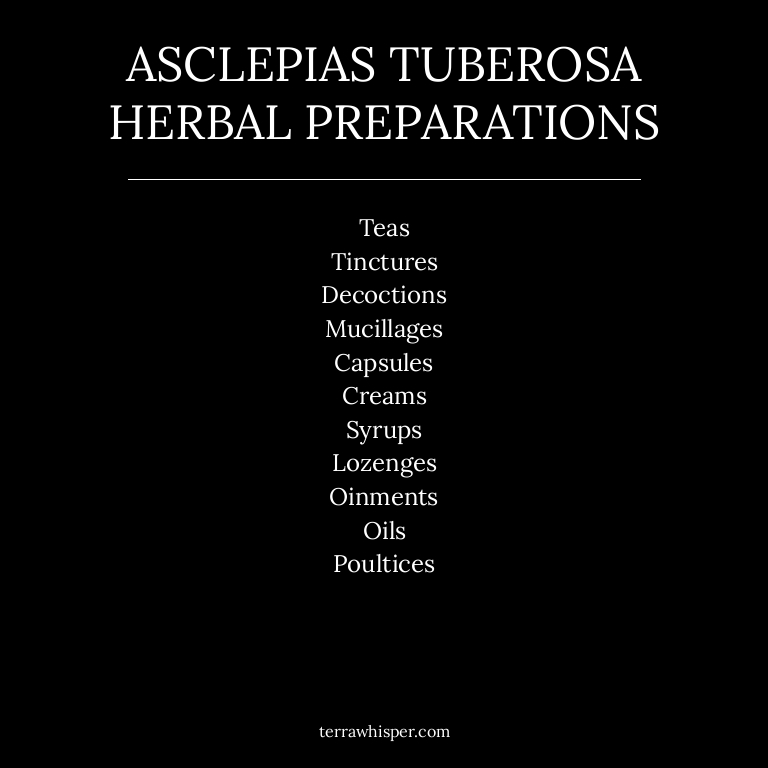 ASCLEPIAS TUBEROSA
HERBAL PREPARATIONS
Teas
Tinctures
Decoctions
Mucillages
Capsules
Creams
Syrups
Lozenges
Oinments
Oils
Poultices
terrawhisper.com